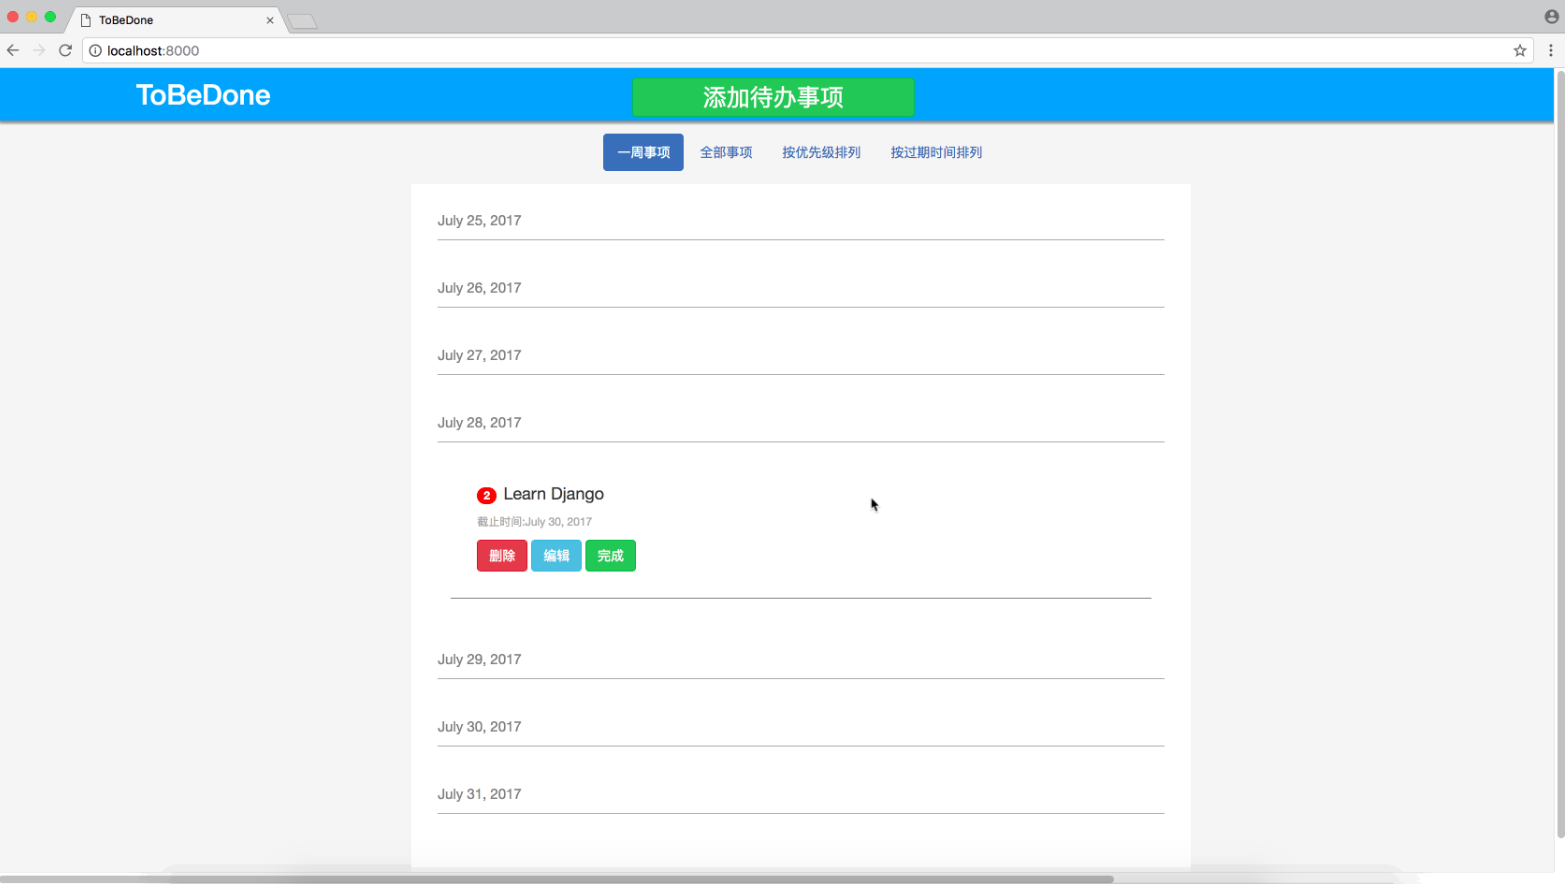 ToBeDone
localhost:8000
ToBeDone
添加待办事项
一周事项 全部事项 按优先级排列 按过期时间排列
July 25, 2017
July 26, 2017
July 27, 2017
July 28, 2017
2 Learn Django
截止时间:July 30, 2017
删除 编辑 完成
July 29, 2017
July 30, 2017
July 31, 2017